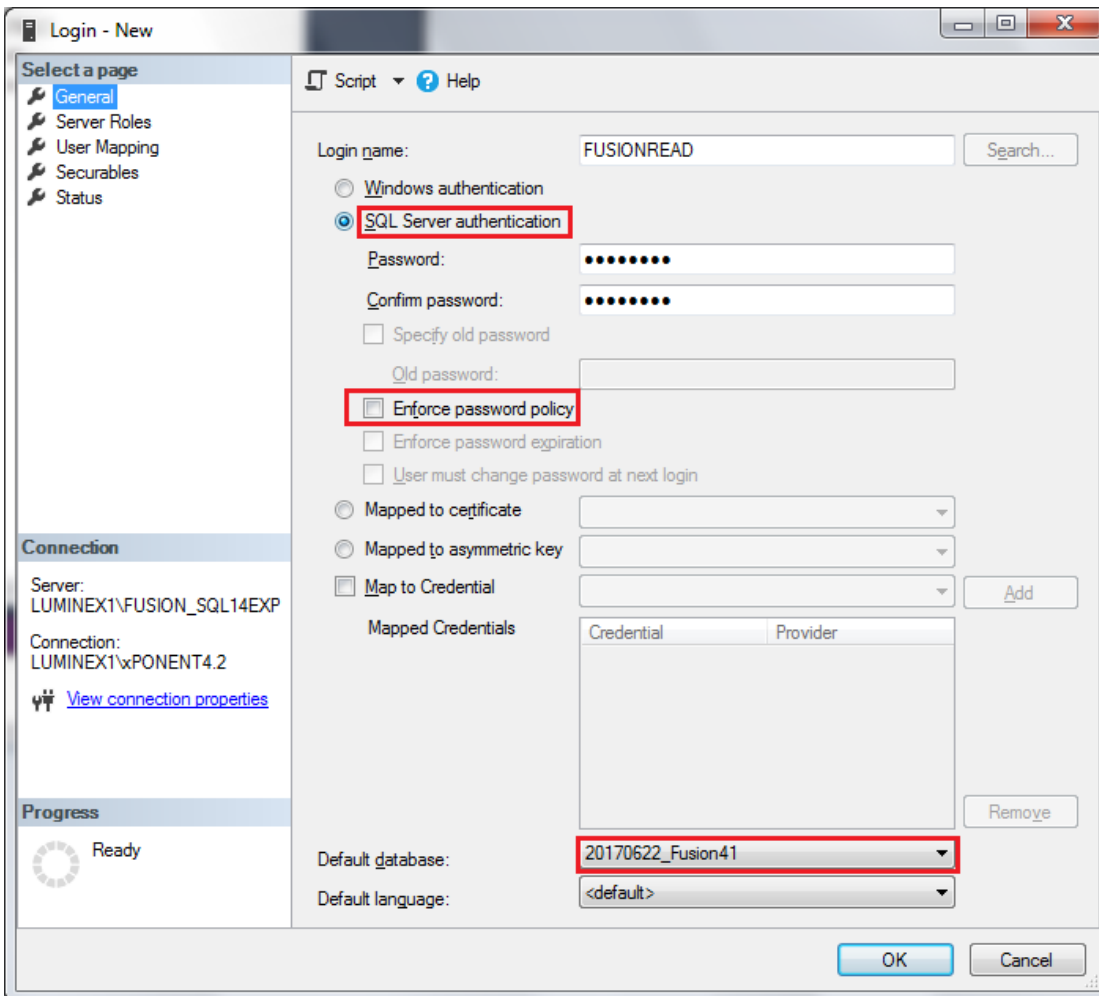 Login - New
Select a page
General
Server Roles
User Mapping
Securables
Status
Script Help
Login name: FUSIONREAD Search...
Windows authentication
SQL Server authentication
Password: ●●●●●●●●
Confirm password: ●●●●●●●●
Specify old password
Old password:
Enforce password policy
Enforce password expiration
User must change password at next login
Mapped to certificate
Mapped to asymmetric key
Map to Credential Add
Mapped Credentials Credential Provider
Remove
Default database: 20170622_Fusion41
Default language: <default>
Connection
Server:
LUMINEX1\FUSION_SQL14EXP
Connection:
LUMINEX1\xPONENT4.2
View connection properties
Progress
Ready
OK Cancel